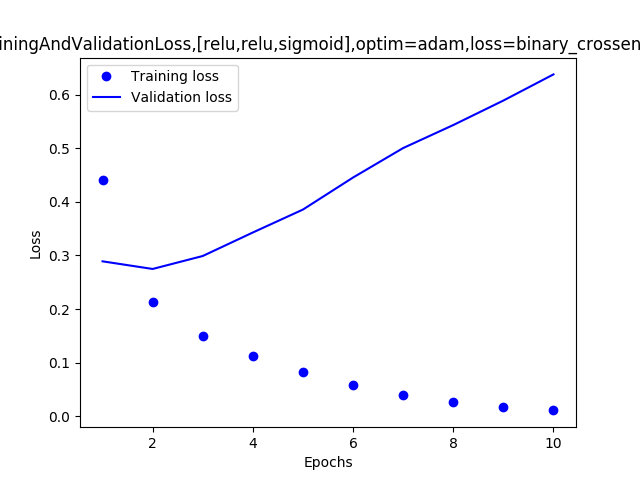 iningAndValidationLoss,[relu,relu,sigmoid],optim=adam,loss=binary_crossen
Training loss
Validation loss
0.6
0.5
0.4
0.3
0.2
0.1
0.0
Loss
2 4 6 8 10
Epochs